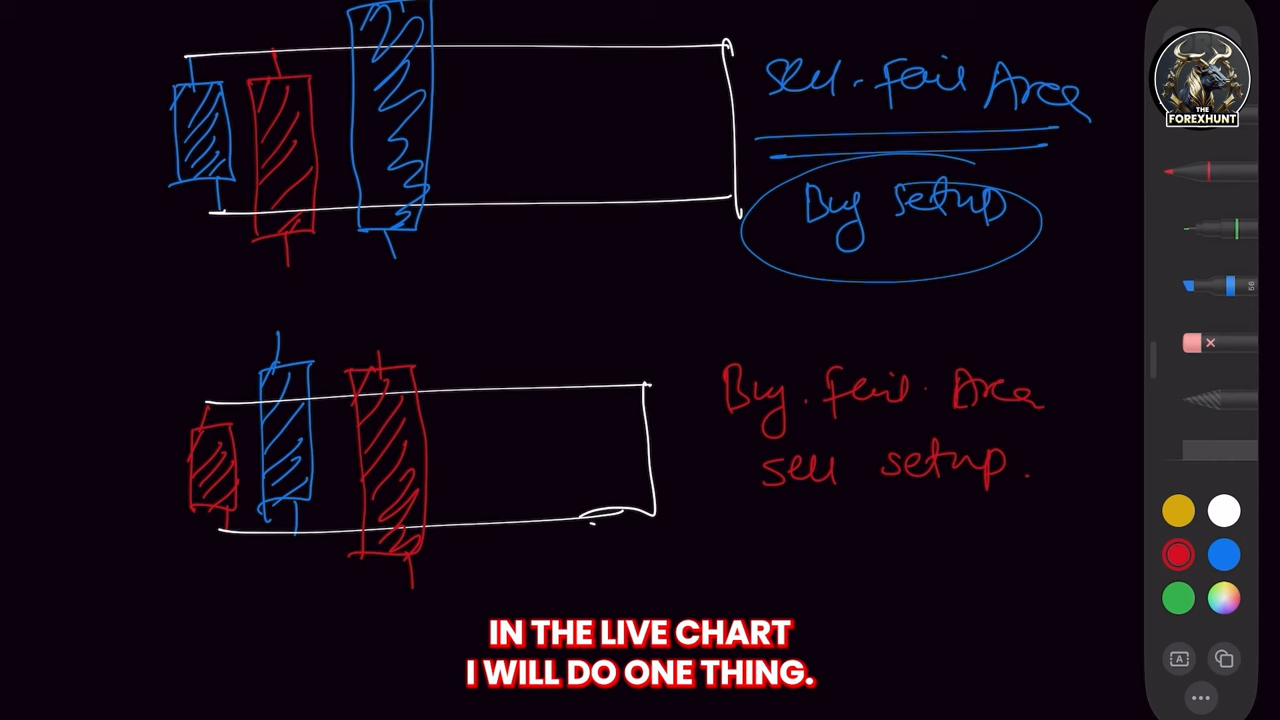 THE
FOREXHUNT
Sell. Fail Area
Buy setup
Buy. Fail. Area
sell setup.
IN THE LIVE CHART
I WILL DO ONE THING.